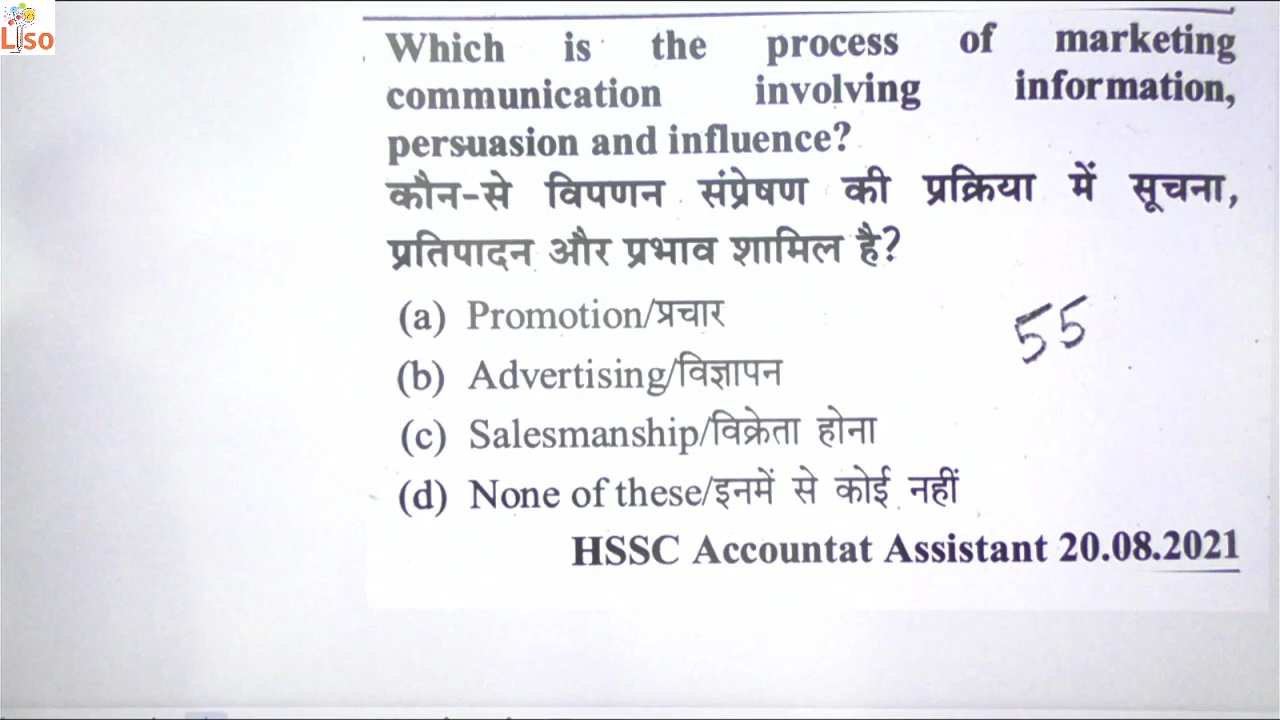 Liso
Which is the process of marketing
communication involving information,
persuasion and influence?
कौन-से विपणन संप्रेषण की प्रक्रिया में सूचना,
प्रतिपादन और प्रभाव शामिल है?
(a) Promotion/प्रचार
55
(b) Advertising/विज्ञापन
(c) Salesmanship/विक्रेता होना
(d) None of these/इनमें से कोई नहीं
HSSC Accountat Assistant 20.08.2021